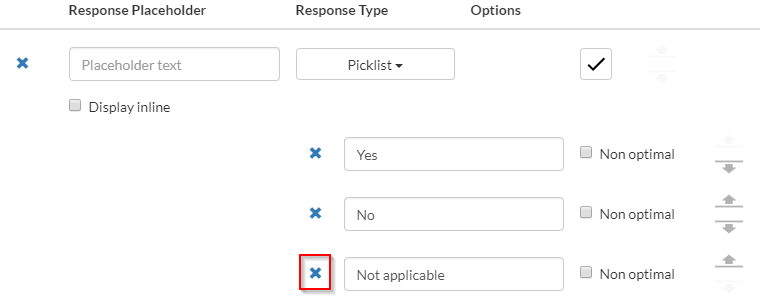 Response Placeholder Response Type Options
Placeholder text Picklist
Display inline
Yes Non optimal
No Non optimal
Not applicable Non optimal